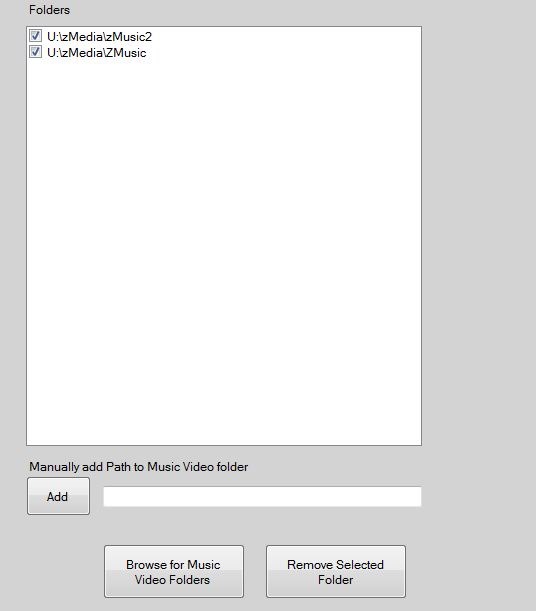 Folders
U:\zMedia\zMusic2
U:\zMedia\ZMusic
Manually add Path to Music Video folder
Add
Browse for Music
Video Folders
Remove Selected
Folder